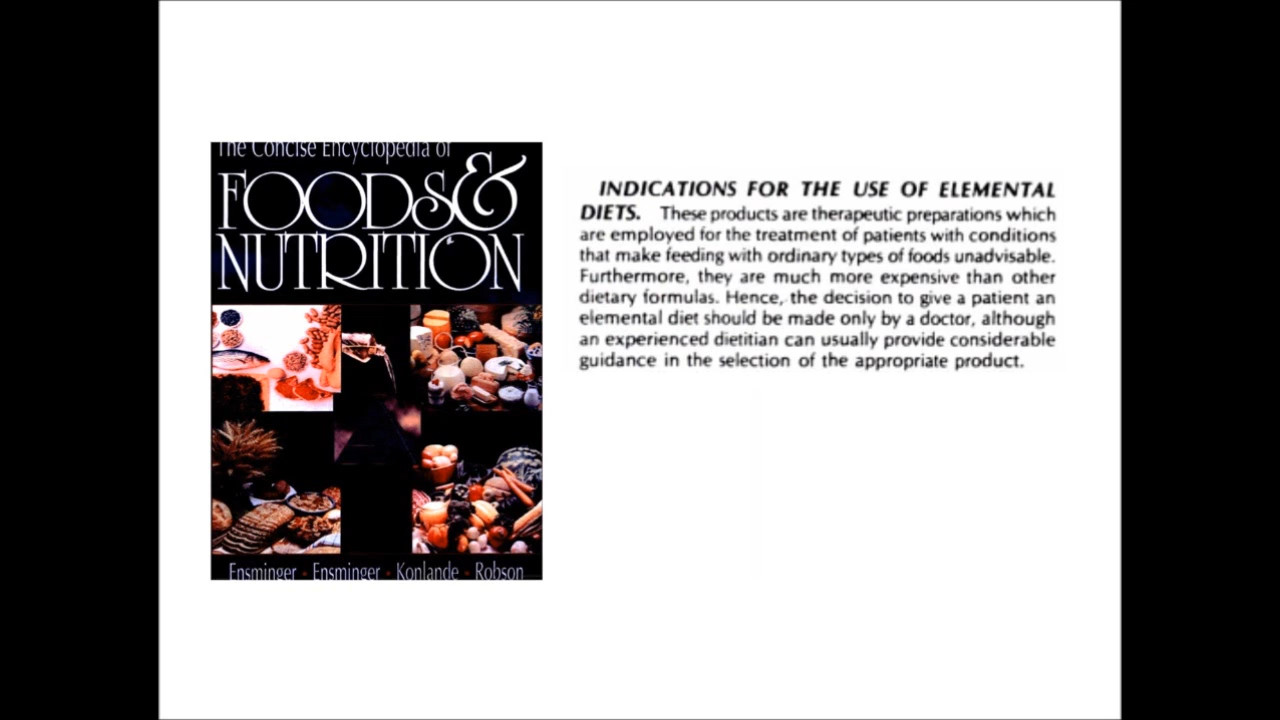 The Concise Encyclopedia of
FOODS &
NUTRITION
Ensminger · Ensminger · Konlande · Robson
INDICATIONS FOR THE USE OF ELEMENTAL
DIETS. These products are therapeutic preparations which
are employed for the treatment of patients with conditions
that make feeding with ordinary types of foods unadvisable.
Furthermore, they are much more expensive than other
dietary formulas. Hence, the decision to give a patient an
elemental diet should be made only by a doctor, although
an experienced dietitian can usually provide considerable
guidance in the selection of the appropriate product.